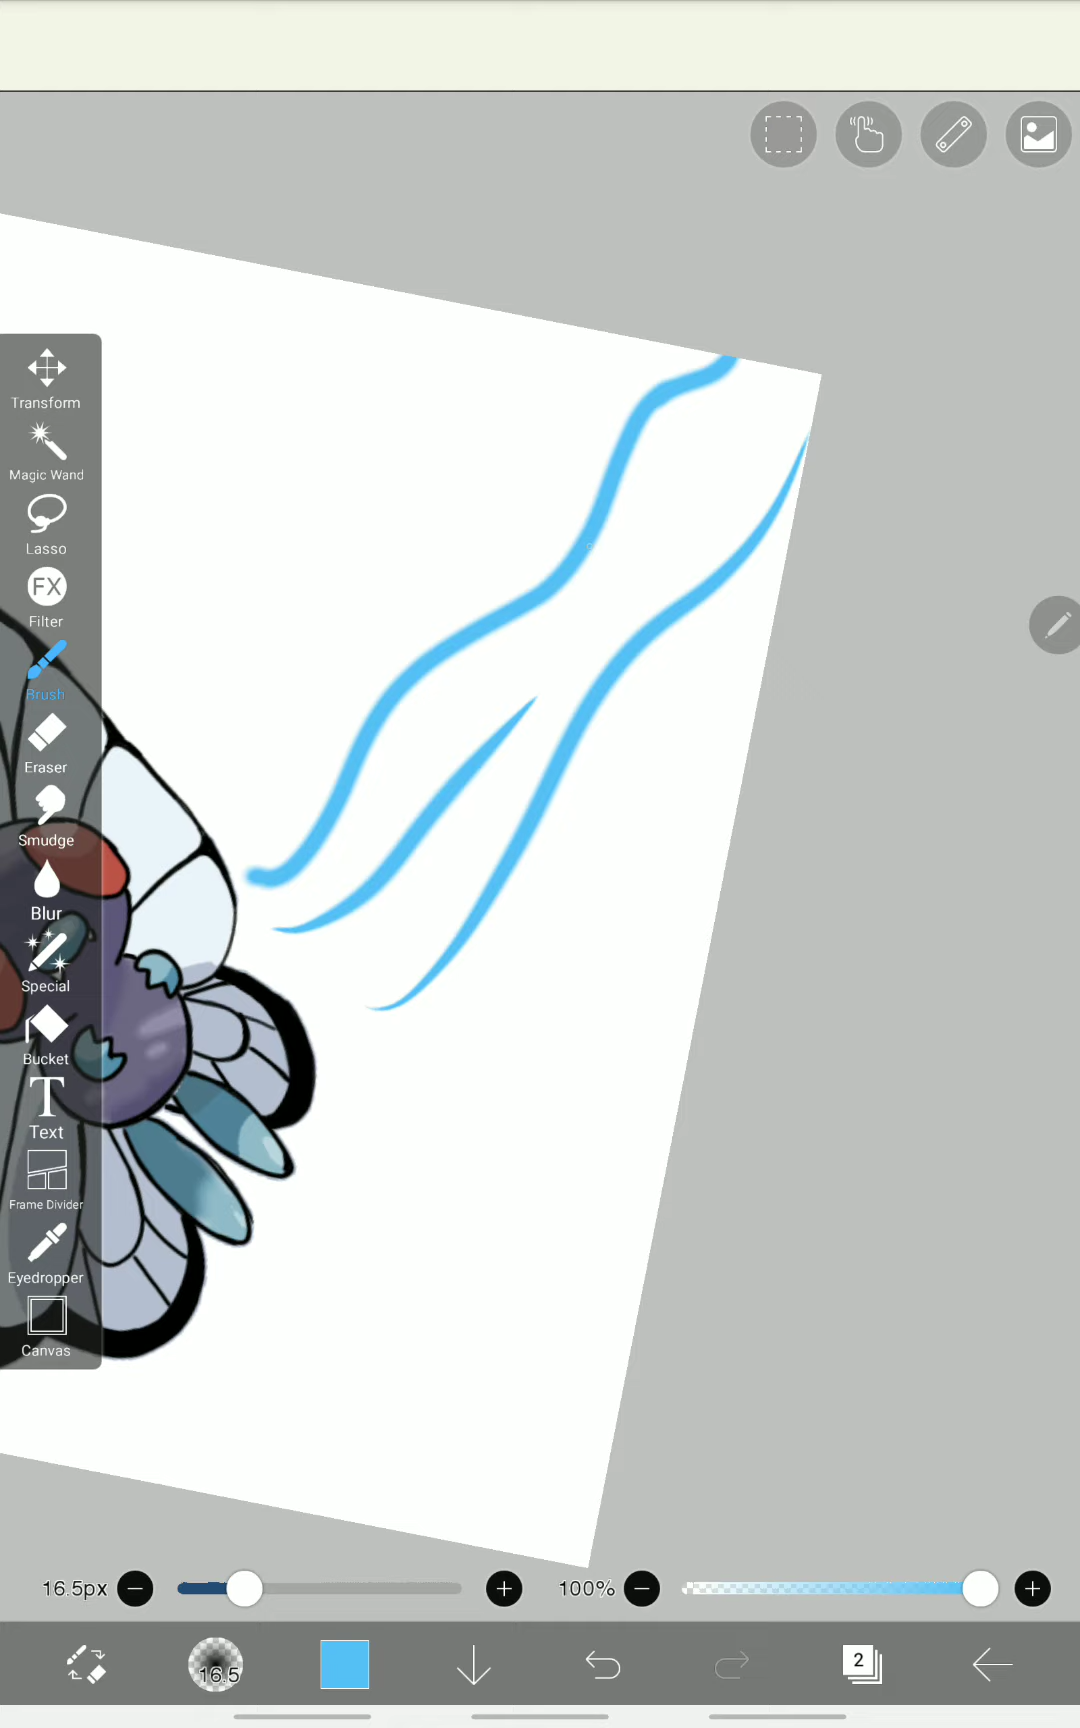 Transform
Magic Wand
Lasso
FX
Filter
Brush
Eraser
Smudge
Blur
Special
Bucket
T
Text
Frame Divider
Eyedropper
Canvas
16.5px
100%
16.5
2